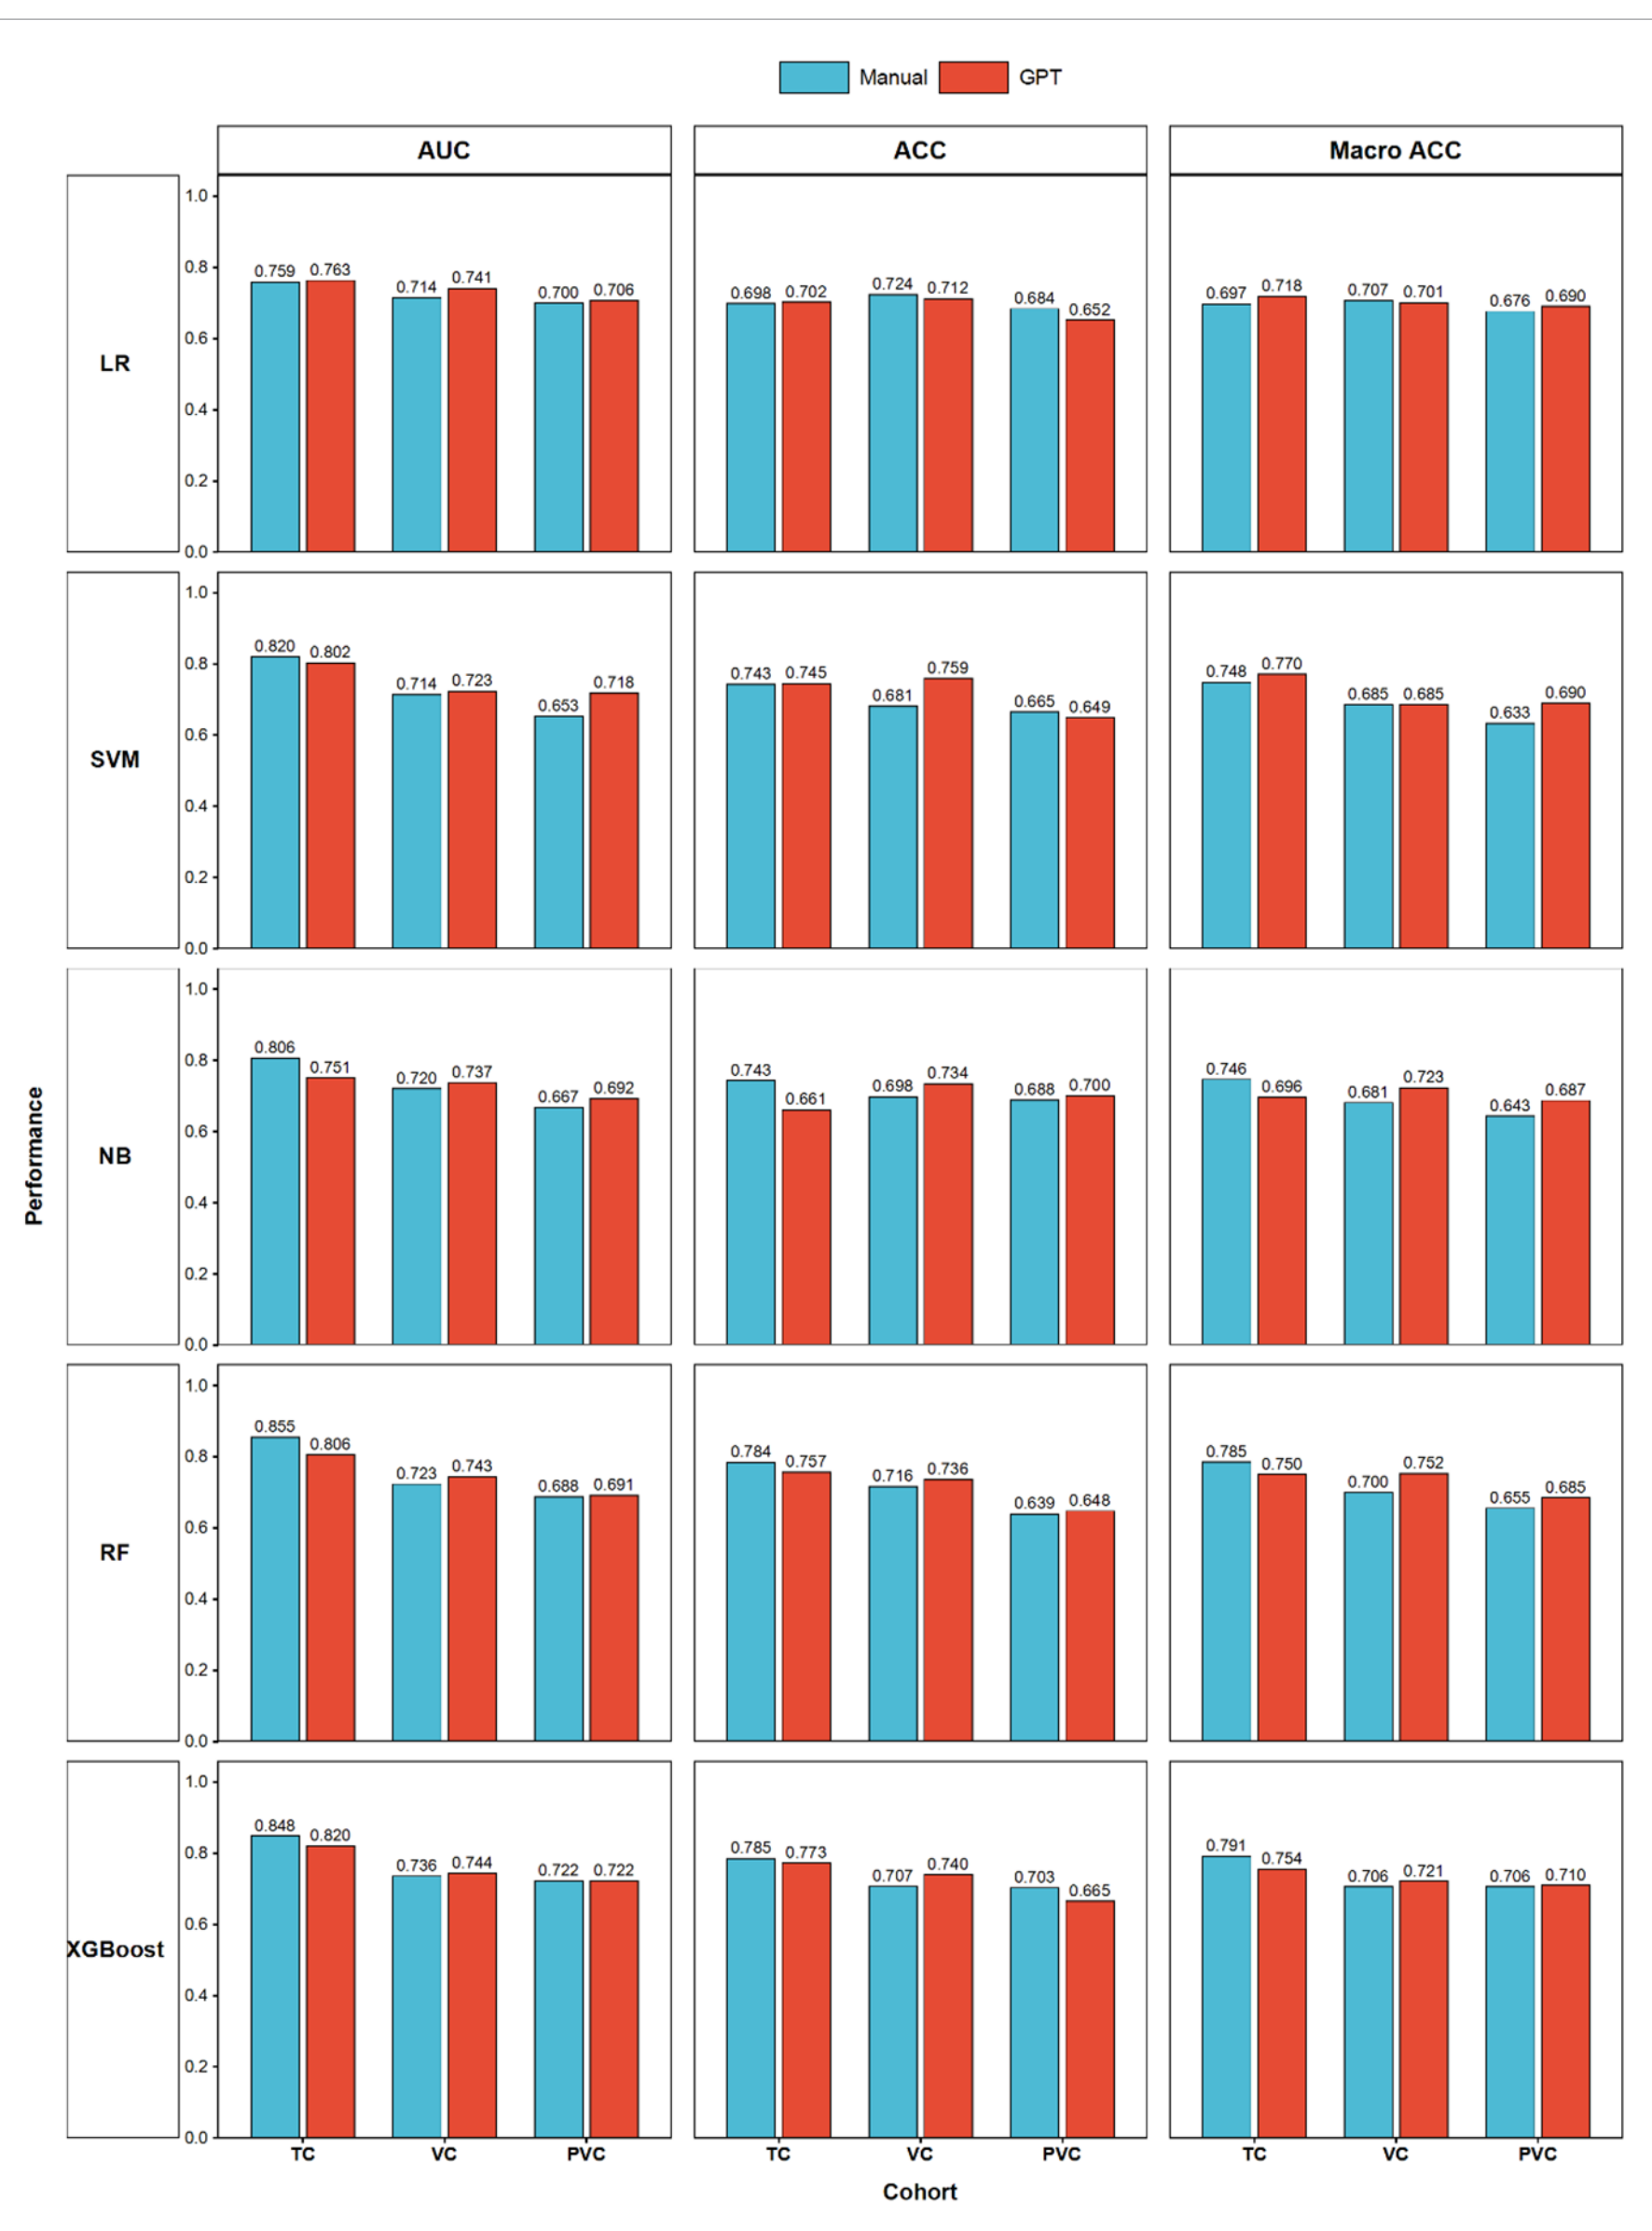 Manual GPT
AUC ACC Macro ACC
LR
1.0
0.8
0.6
0.4
0.2
0.0
0.759 0.763 0.714 0.741 0.700 0.706
0.698 0.702 0.724 0.712 0.684 0.652
0.697 0.718 0.707 0.701 0.676 0.690
SVM
1.0
0.8
0.6
0.4
0.2
0.0
0.820 0.802 0.714 0.723 0.653 0.718
0.743 0.745 0.681 0.759 0.665 0.649
0.748 0.770 0.685 0.685 0.633 0.690
Performance
NB
1.0
0.8
0.6
0.4
0.2
0.0
0.806 0.751 0.720 0.737 0.667 0.692
0.743 0.661 0.698 0.734 0.688 0.700
0.746 0.696 0.681 0.723 0.643 0.687
RF
1.0
0.8
0.6
0.4
0.2
0.0
0.855 0.806 0.723 0.743 0.688 0.691
0.784 0.757 0.716 0.736 0.639 0.648
0.785 0.750 0.700 0.752 0.655 0.685
XGBoost
1.0
0.8
0.6
0.4
0.2
0.0
0.848 0.820 0.736 0.744 0.722 0.722
0.785 0.773 0.707 0.740 0.703 0.665
0.791 0.754 0.706 0.721 0.706 0.710
TC VC PVC TC VC PVC TC VC PVC
Cohort